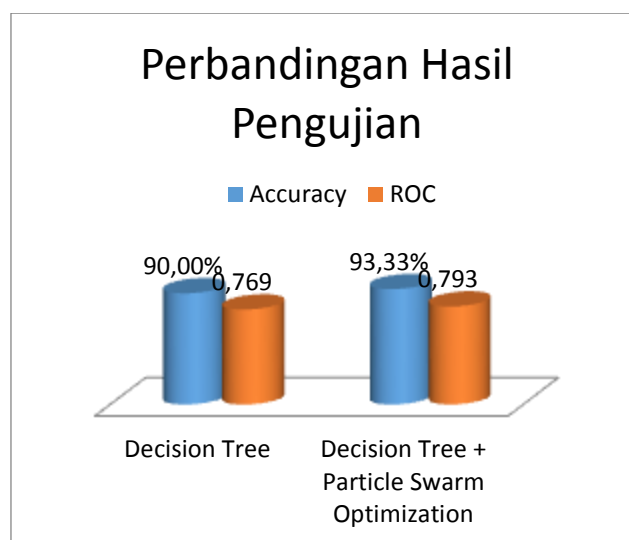 Perbandingan Hasil
Pengujian
Accuracy ROC
90,00% 0,769 93,33% 0,793
Decision Tree
Decision Tree +
Particle Swarm
Optimization